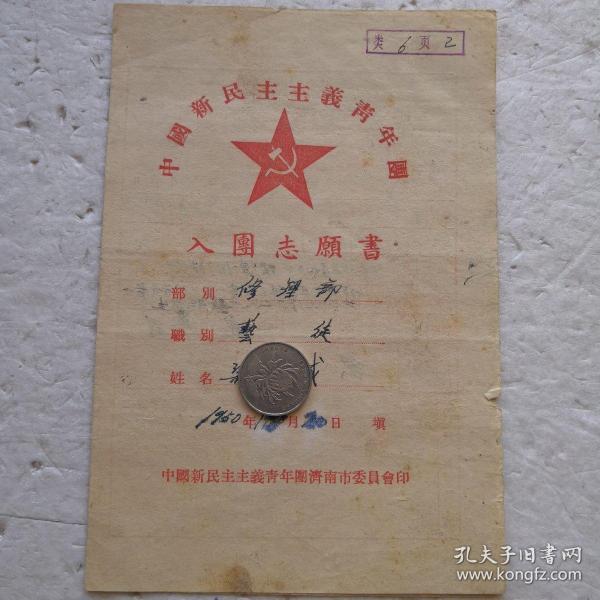 类 6 页 2
中國新民主主義青年團
入團志願書
部別 修理部
職別 藝徒
姓名
1950年 月 日 填
中國新民主主義青年團濟南市委員會印
孔夫子旧书网
www.kongfz.com